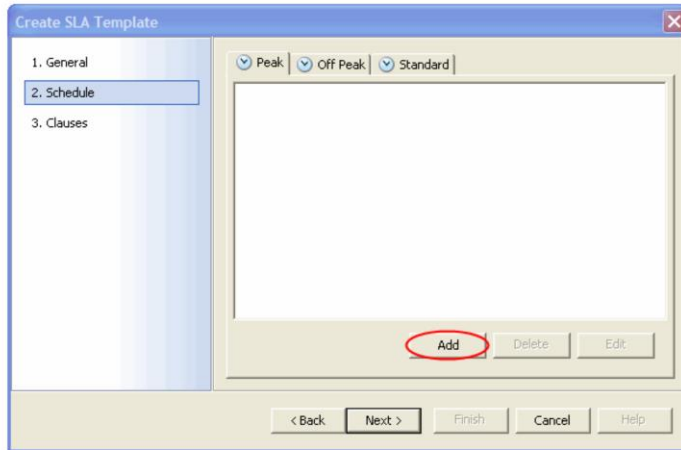 Create SLA Template
1. General
2. Schedule
3. Clauses
Peak
Off Peak
Standard
Add
Delete
Edit
< Back
Next >
Finish
Cancel
Help